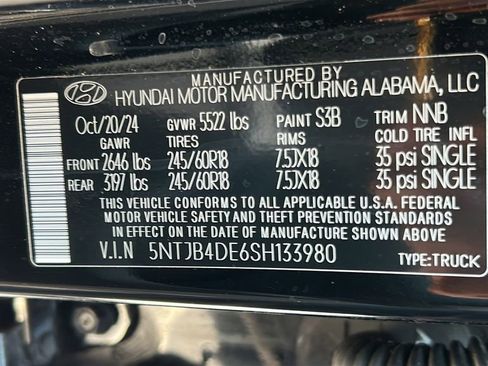 MANUFACTURED BY
HYUNDAI MOTOR MANUFACTURING ALABAMA, LLC
Oct/20/24 GVWR 5522 lbs PAINT S3B TRIM NNB
GAWR TIRES RIMS COLD TIRE INFL
FRONT 2646 lbs 245/60R18 7.5JX18 35 psi SINGLE
REAR 3197 lbs 245/60R18 7.5JX18 35 psi SINGLE
THIS VEHICLE CONFORMS TO ALL APPLICABLE U.S.A. FEDERAL
MOTOR VEHICLE SAFETY AND THEFT PREVENTION STANDARDS
IN EFFECT ON THE DATE OF MANUFACTURE SHOWN ABOVE
V.I.N 5NTJB4DE6SH133980 TYPE:TRUCK